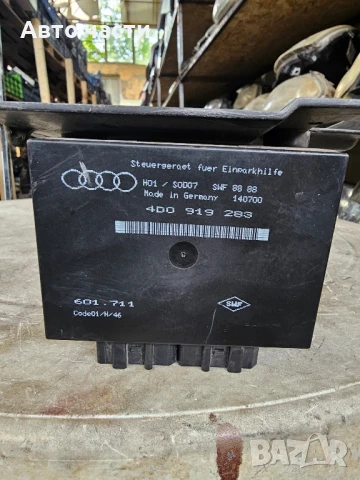 Авточасти
Steuergeraet fuer Einparkhilfe
H01 / SOD07 SWF 88 88
Made in Germany 140700
4D0 919 283
601.711
Code01/H/46
SWF
BAZAR